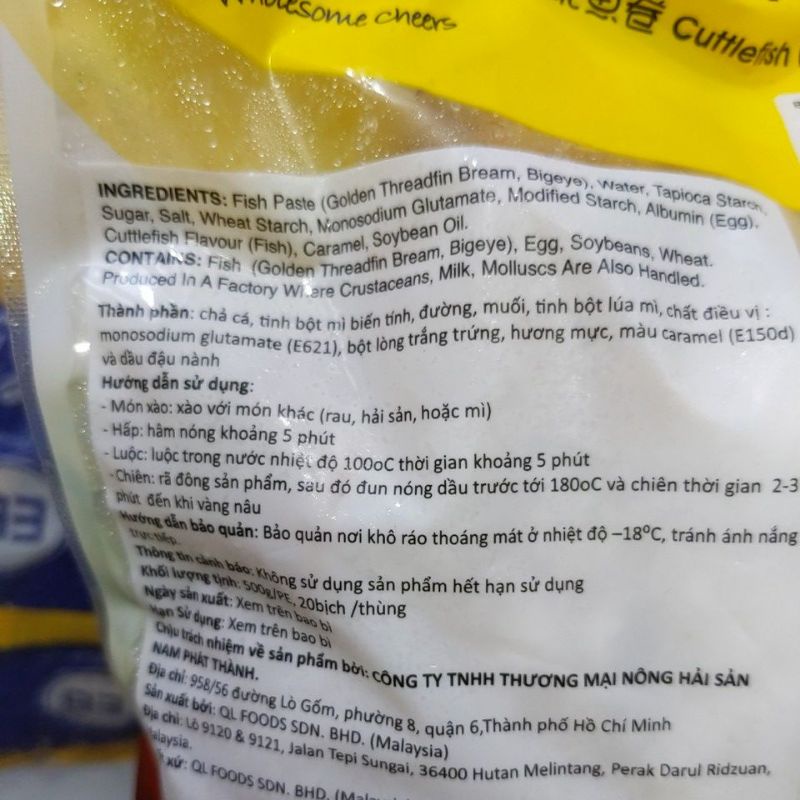 Wholesome cheers
卷 Cuttlefish
INGREDIENTS: Fish Paste (Golden Threadfin Bream, Bigeye), Water, Tapioca Starch,
Sugar, Salt, Wheat Starch, Monosodium Glutamate, Modified Starch, Albumin (Egg),
Cuttlefish Flavour (Fish), Caramel, Soybean Oil.
CONTAINS: Fish (Golden Threadfin Bream, Bigeye), Egg, Soybeans, Wheat.
Produced In A Factory Where Crustaceans, Milk, Molluscs Are Also Handled.
Thành phần: chả cá, tinh bột mì biến tính, đường, muối, tinh bột lúa mì, chất điều vị :
monosodium glutamate (E621), bột lòng trắng trứng, hương mực, màu caramel (E150d)
và dầu đậu nành
Hướng dẫn sử dụng:
- Món xào: xào với món khác (rau, hải sản, hoặc mì)
- Hấp: hâm nóng khoảng 5 phút
- Luộc: luộc trong nước nhiệt độ 100oC thời gian khoảng 5 phút
-Chiên: rã đông sản phẩm, sau đó đun nóng dầu trước tới 180oC và chiên thời gian 2-3
phút đến khi vàng nâu
Hướng dẫn bảo quản: Bảo quản nơi khô ráo thoáng mát ở nhiệt độ –18ºC, tránh ánh nắng
trực tiếp.
Thông tin cảnh báo: Không sử dụng sản phẩm hết hạn sử dụng
Khối lượng tịnh: 500g/PE, 20bịch /thùng
Ngày sản xuất: Xem trên bao bì
Hạn Sử dụng: Xem trên bao bì
Chịu trách nhiệm về sản phẩm bởi: CÔNG TY TNHH THƯƠNG MẠI NÔNG HẢI SẢN
NAM PHÁT THÀNH.
Địa chỉ: 958/56 đường Lò Gốm, phường 8, quận 6,Thành phố Hồ Chí Minh
Sản xuất bởi: QL FOODS SDN. BHD. (Malaysia)
Địa chỉ: Lô 9120 & 9121, Jalan Tepi Sungai, 36400 Hutan Melintang, Perak Darul Ridzuan,
Malaysia.
xứ: QL FOODS SDN. BHD.